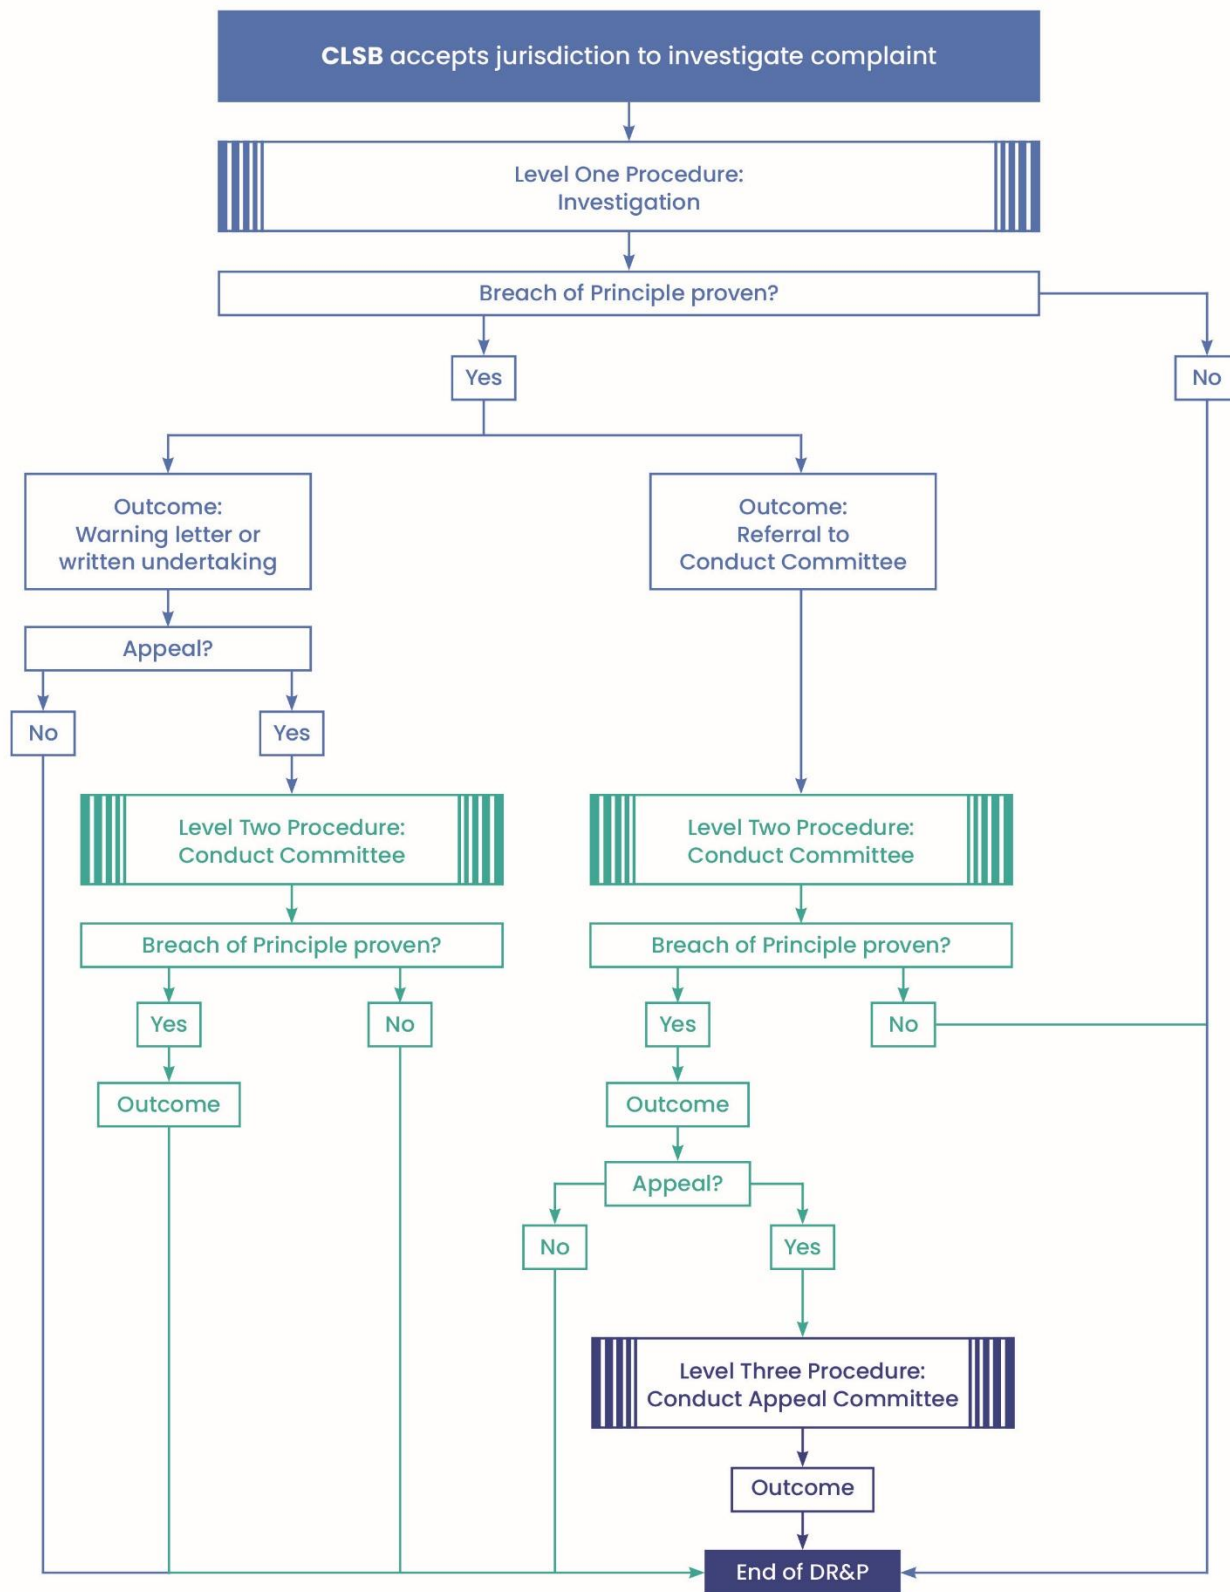 CLSB accepts jurisdiction to investigate complaint
Level One Procedure:
Investigation
Breach of Principle proven?
Yes
No
Outcome:
Warning letter or
written undertaking
Outcome:
Referral to
Conduct Committee
Appeal?
No
Yes
Level Two Procedure:
Conduct Committee
Level Two Procedure:
Conduct Committee
Breach of Principle proven?
Breach of Principle proven?
Yes
No
Yes
No
Outcome
Outcome
Appeal?
No
Yes
Level Three Procedure:
Conduct Appeal Committee
Outcome
End of DR&P